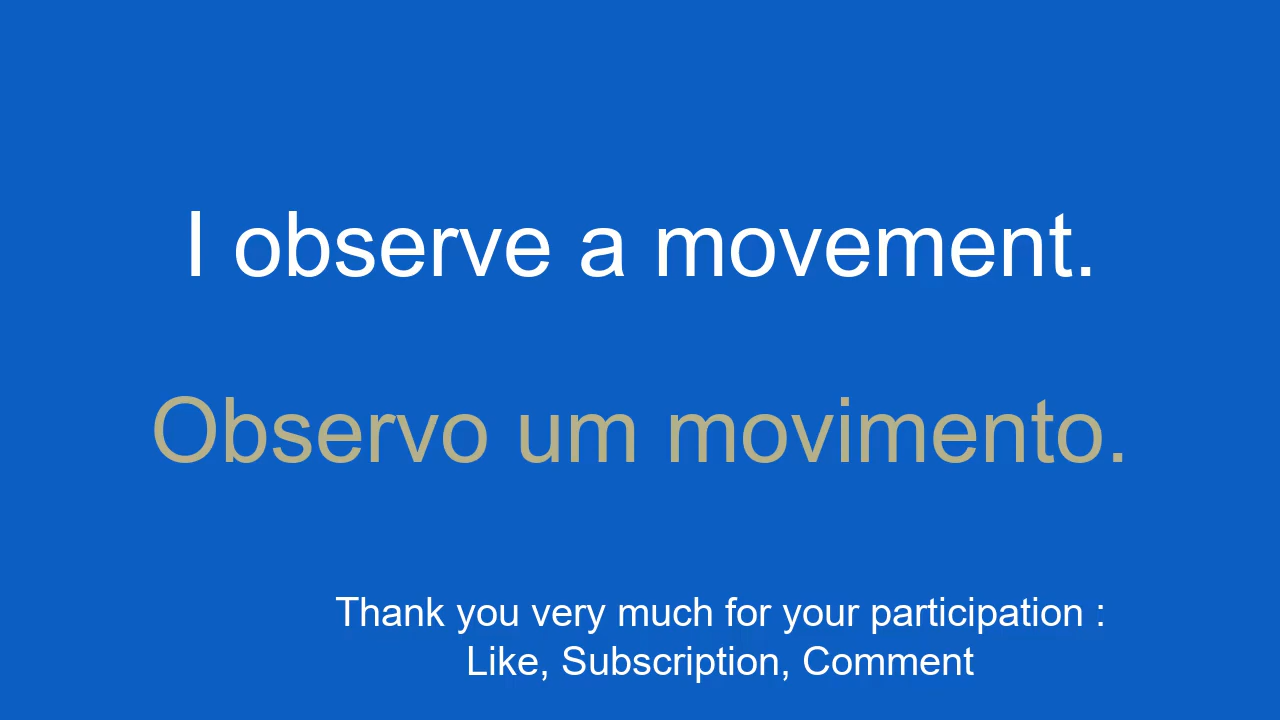 I observe a movement.
Observo um movimento.
Thank you very much for your participation :
Like, Subscription, Comment